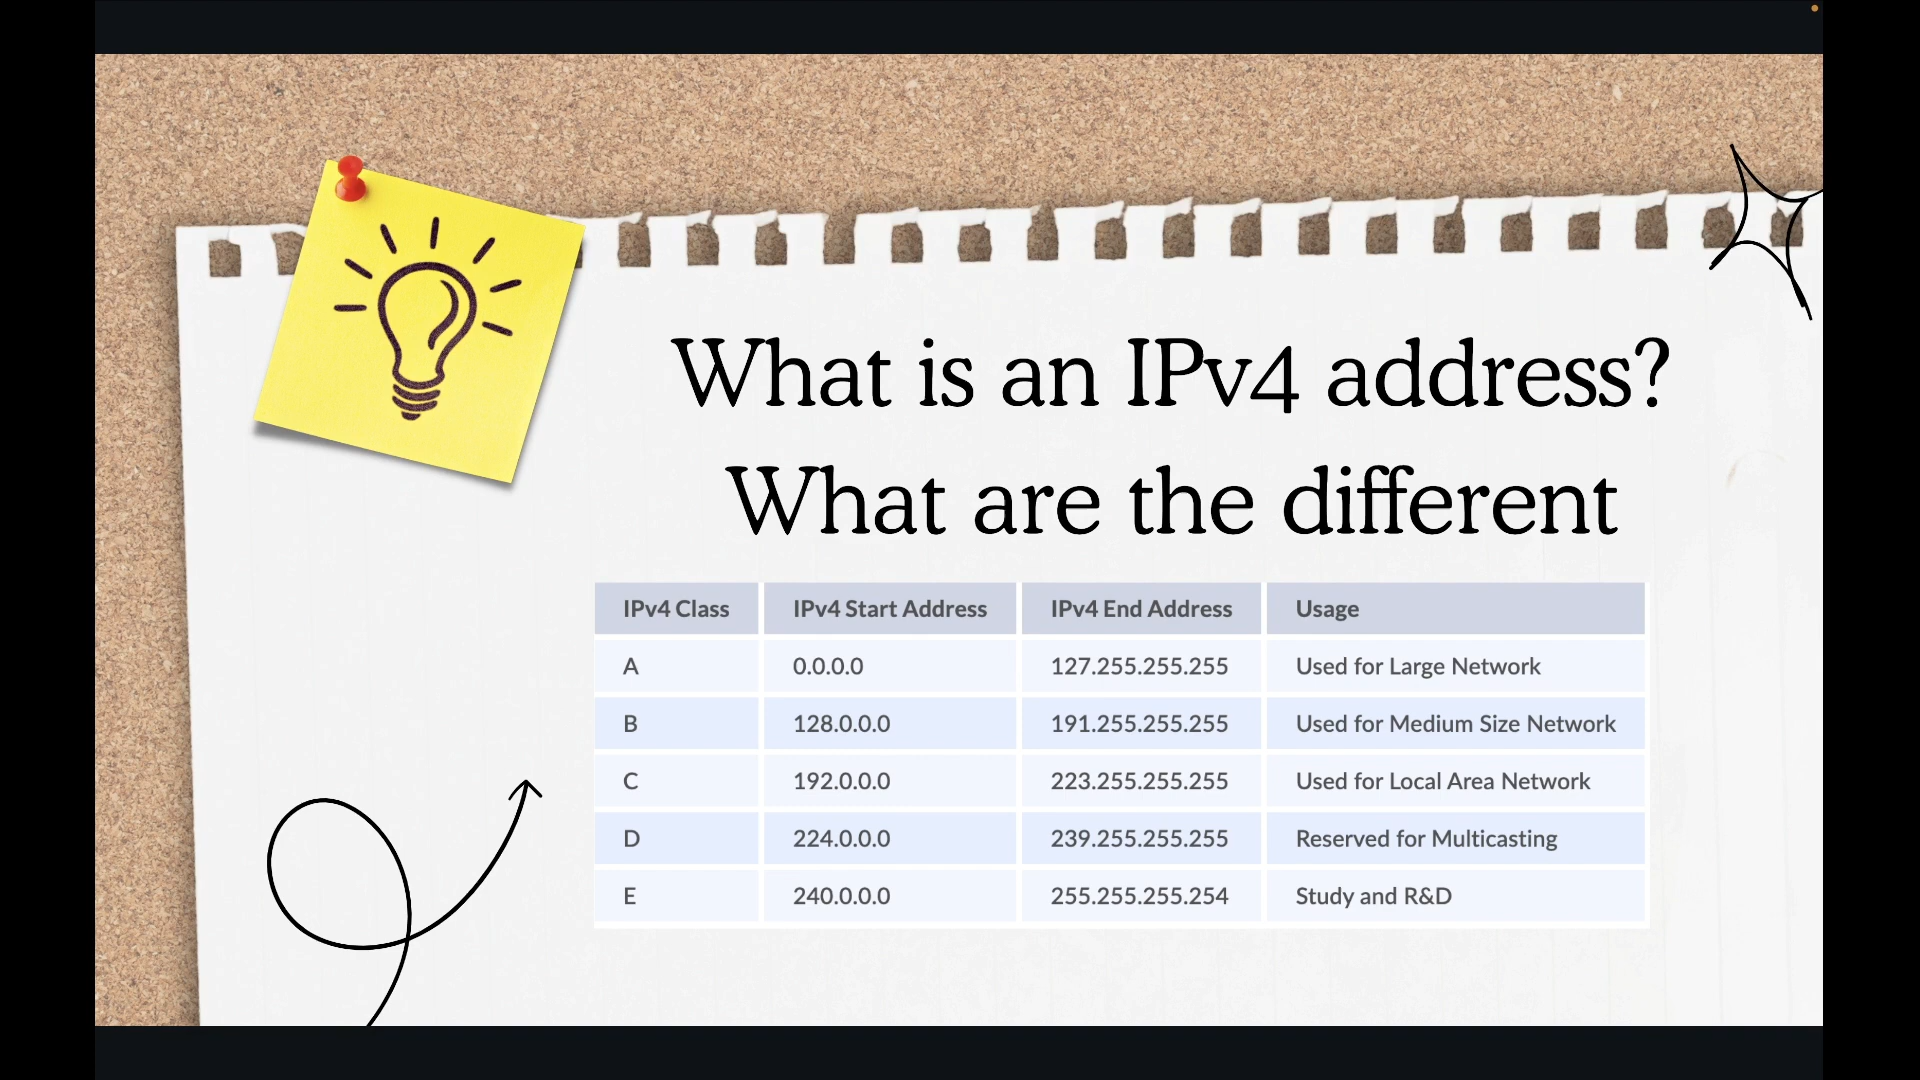 What is an IPv4 address?
What are the different
IPv4 Class IPv4 Start Address IPv4 End Address Usage
A 0.0.0.0 127.255.255.255 Used for Large Network
B 128.0.0.0 191.255.255.255 Used for Medium Size Network
C 192.0.0.0 223.255.255.255 Used for Local Area Network
D 224.0.0.0 239.255.255.255 Reserved for Multicasting
E 240.0.0.0 255.255.255.254 Study and R&D